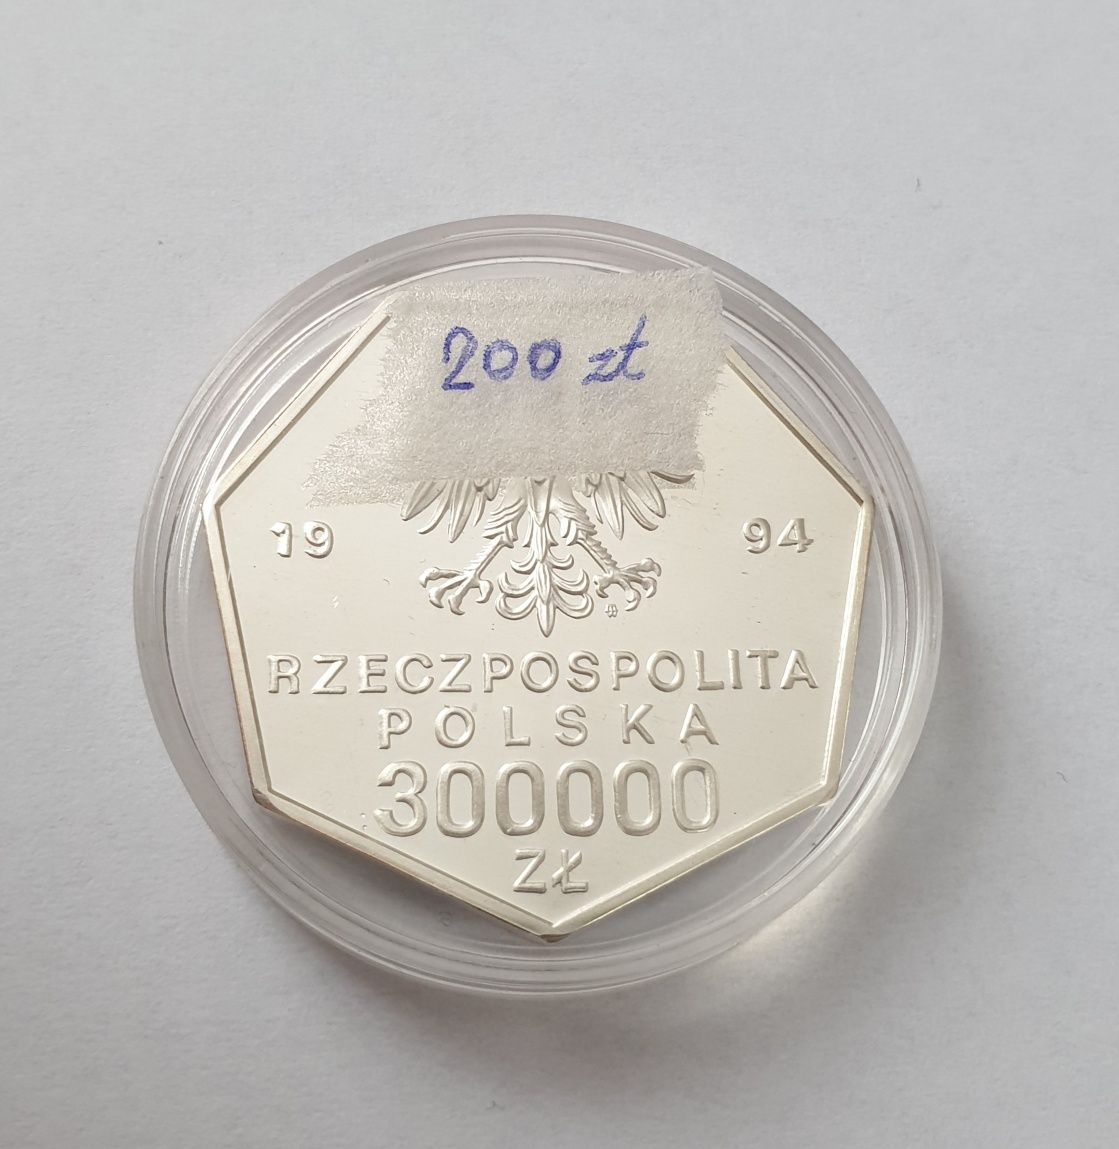 200 zł
19 94
RZECZPOSPOLITA
POLSKA
300000
ZŁ